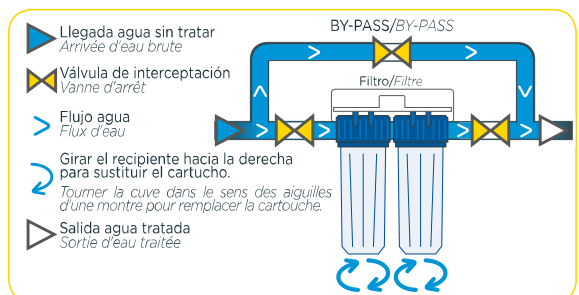 Llegada agua sin tratar
Arrivée d'eau brute
Válvula de interceptación
Vanne d'arrêt
Flujo agua
Flux d'eau
Girar el recipiente hacia la derecha
para sustituir el cartucho.
Tourner la cuve dans le sens des aiguilles
d'une montre pour remplacer la cartouche.
Salida agua tratada
Sortie d'eau traitée
BY-PASS/BY-PASS
Filtro/Filtre